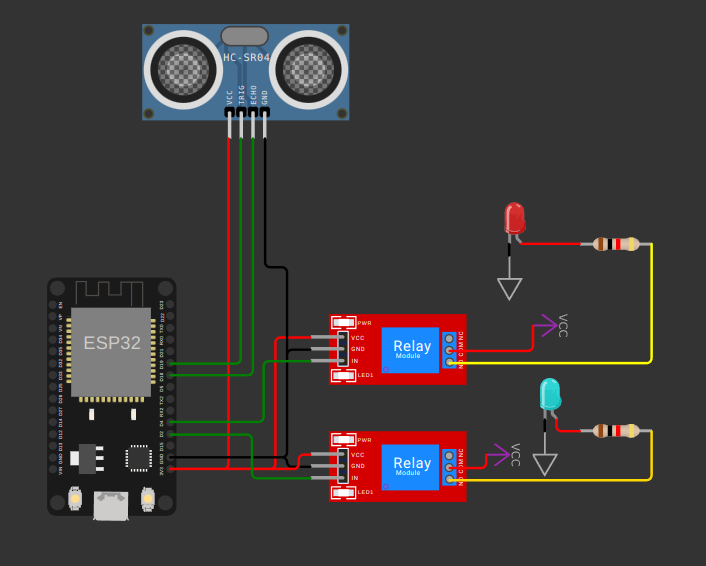 HC-SR04
VCC
TRIG
ECHO
GND
ESP32
EN
VP
VN
D34
D35
D32
D33
D25
D26
D27
D14
D12
D13
GND
VIN
D23
D22
TX0
RX0
D21
D19
D18
D5
TX2
RX2
D4
D2
D15
GND
3V3
PWR
VCC
GND
IN
LED1
Relay
Module
NO COM NC
VCC
PWR
VCC
GND
IN
LED1
Relay
Module
NO COM NC
VCC